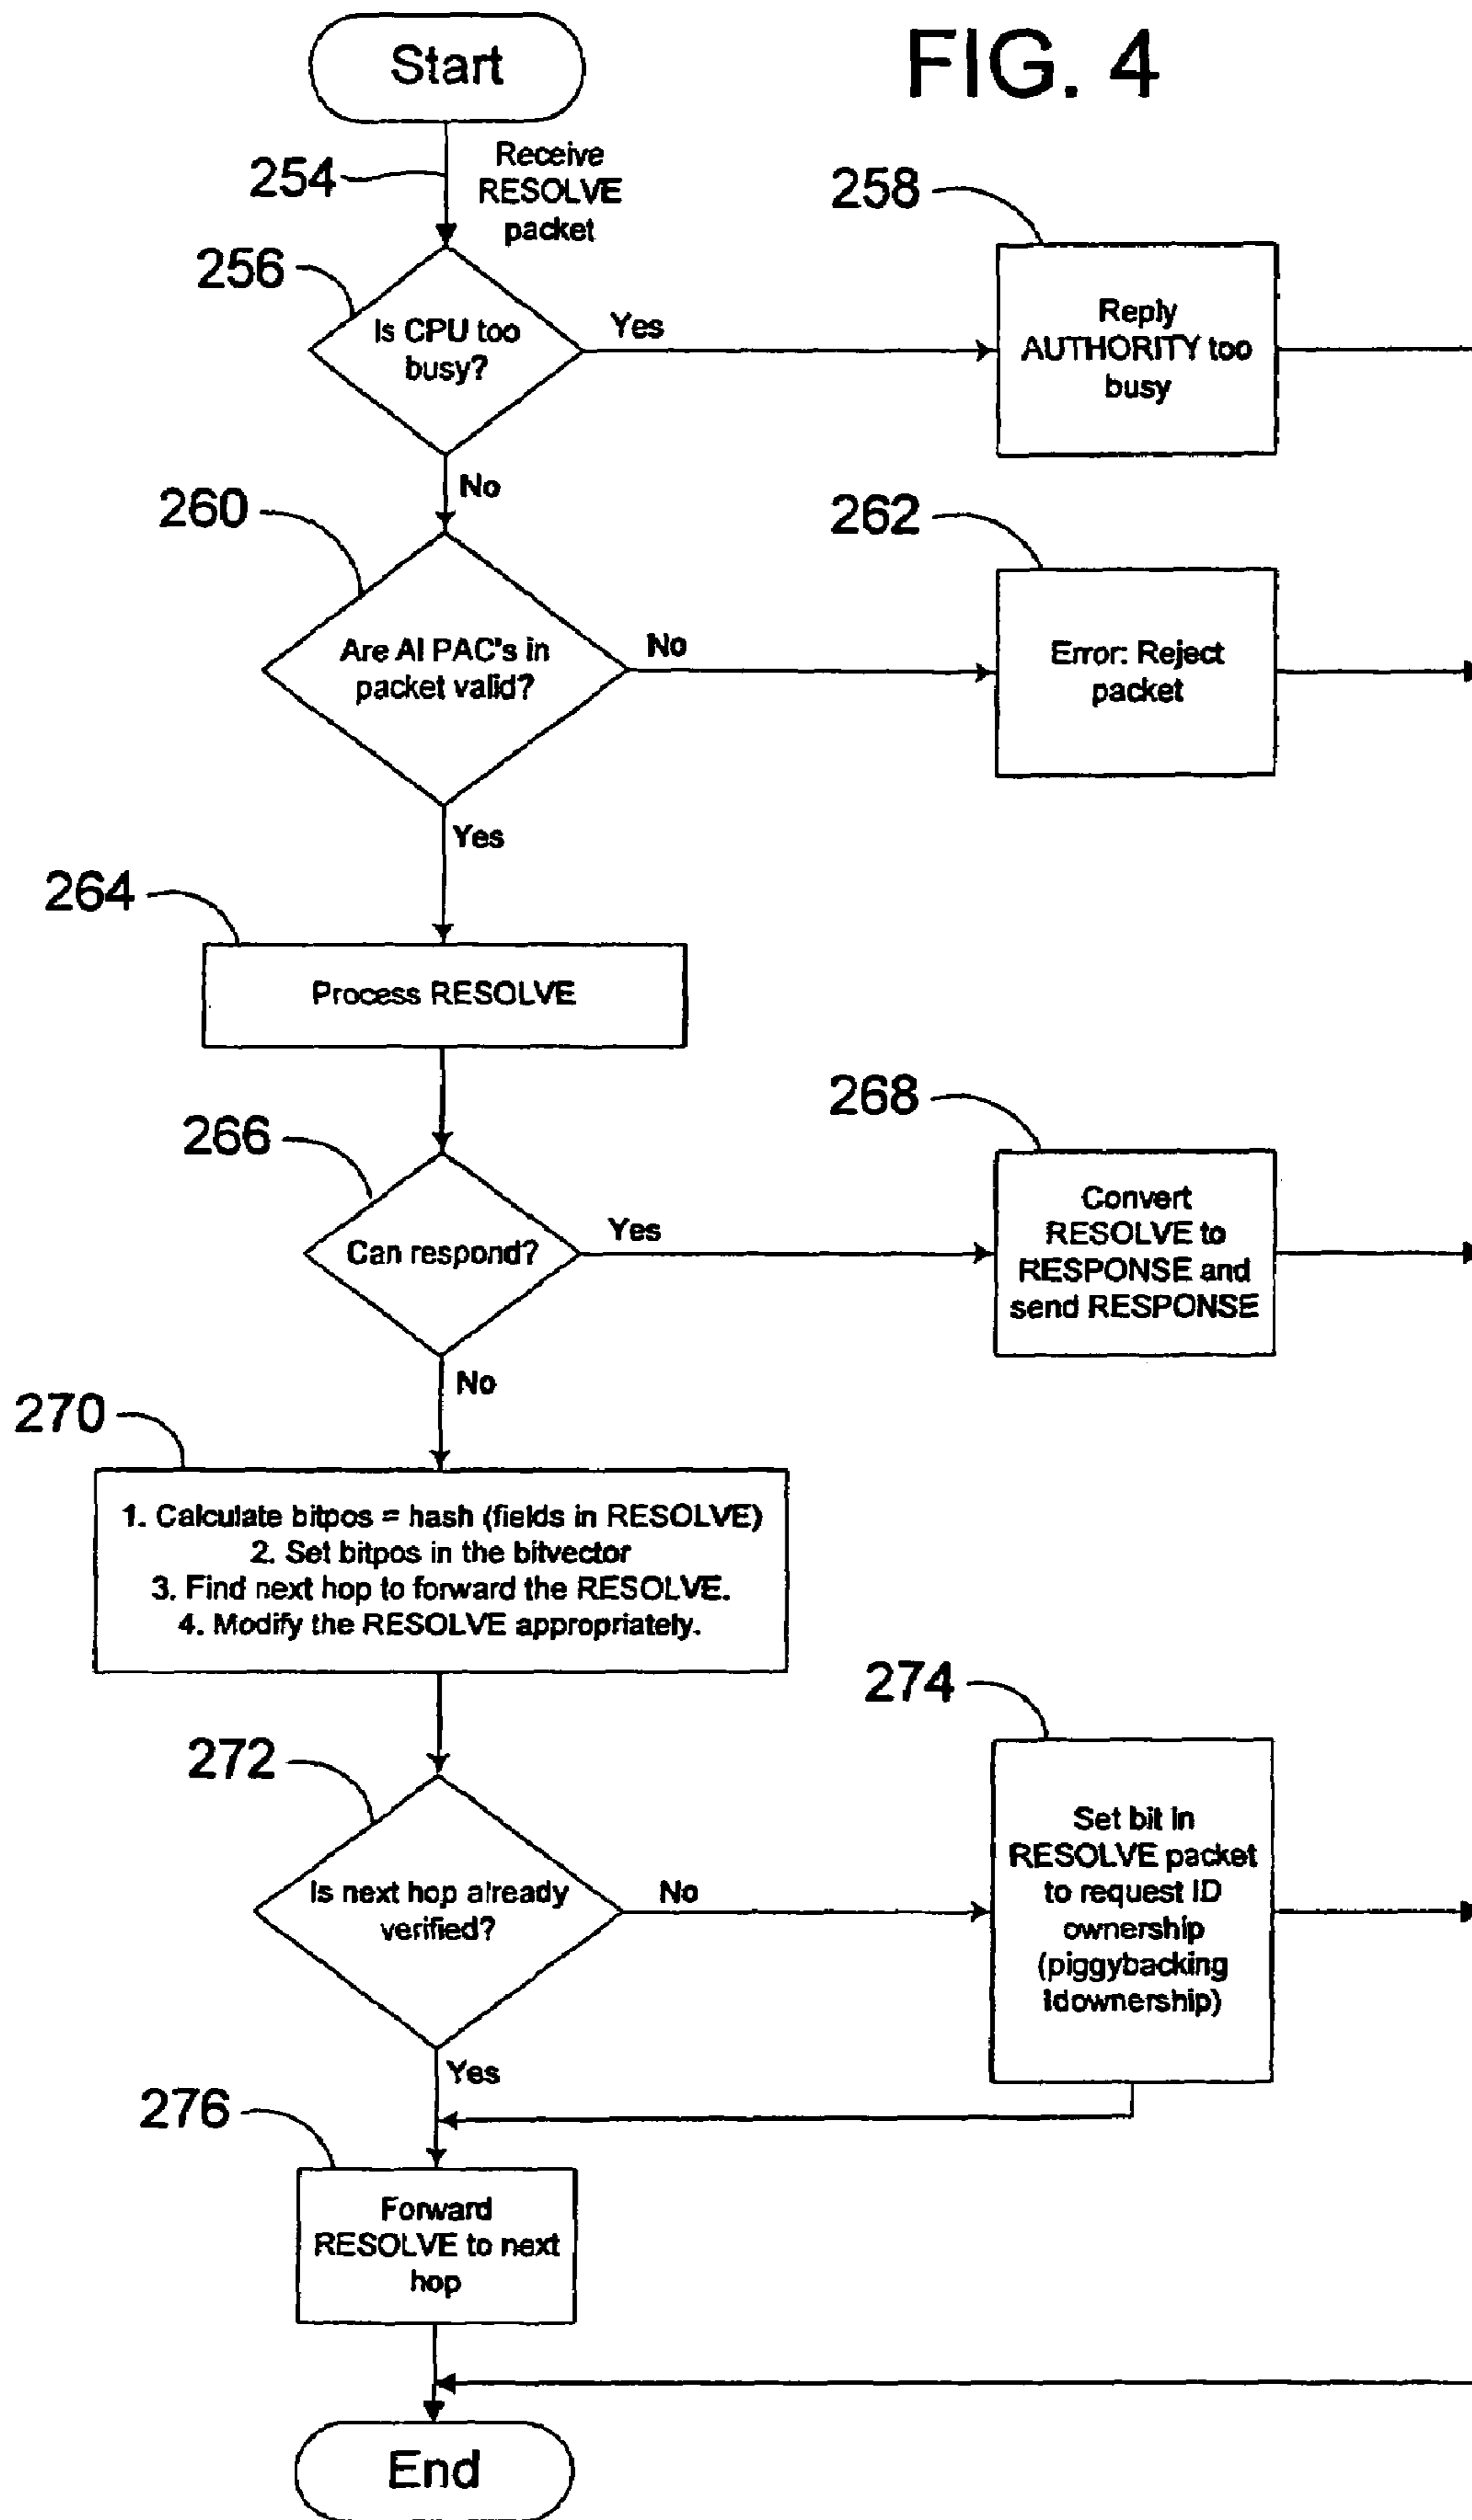 Start
FIG. 4
254
Receive
RESOLVE
packet
256
Is CPU too
busy?
Yes
258
Reply
AUTHORITY too
busy
No
260
Are AI PAC's in
packet valid?
No
262
Error: Reject
packet
Yes
264
Process RESOLVE
266
Can respond?
Yes
268
Convert
RESOLVE to
RESPONSE and
send RESPONSE
No
270
1. Calculate bitpos = hash (fields in RESOLVE)
2. Set bitpos in the bitvector
3. Find next hop to forward the RESOLVE.
4. Modify the RESOLVE appropriately.
272
Is next hop already
verified?
No
274
Set bit in
RESOLVE packet
to request ID
ownership
(piggybacking
Idownership)
Yes
276
Forward
RESOLVE to next
hop
End